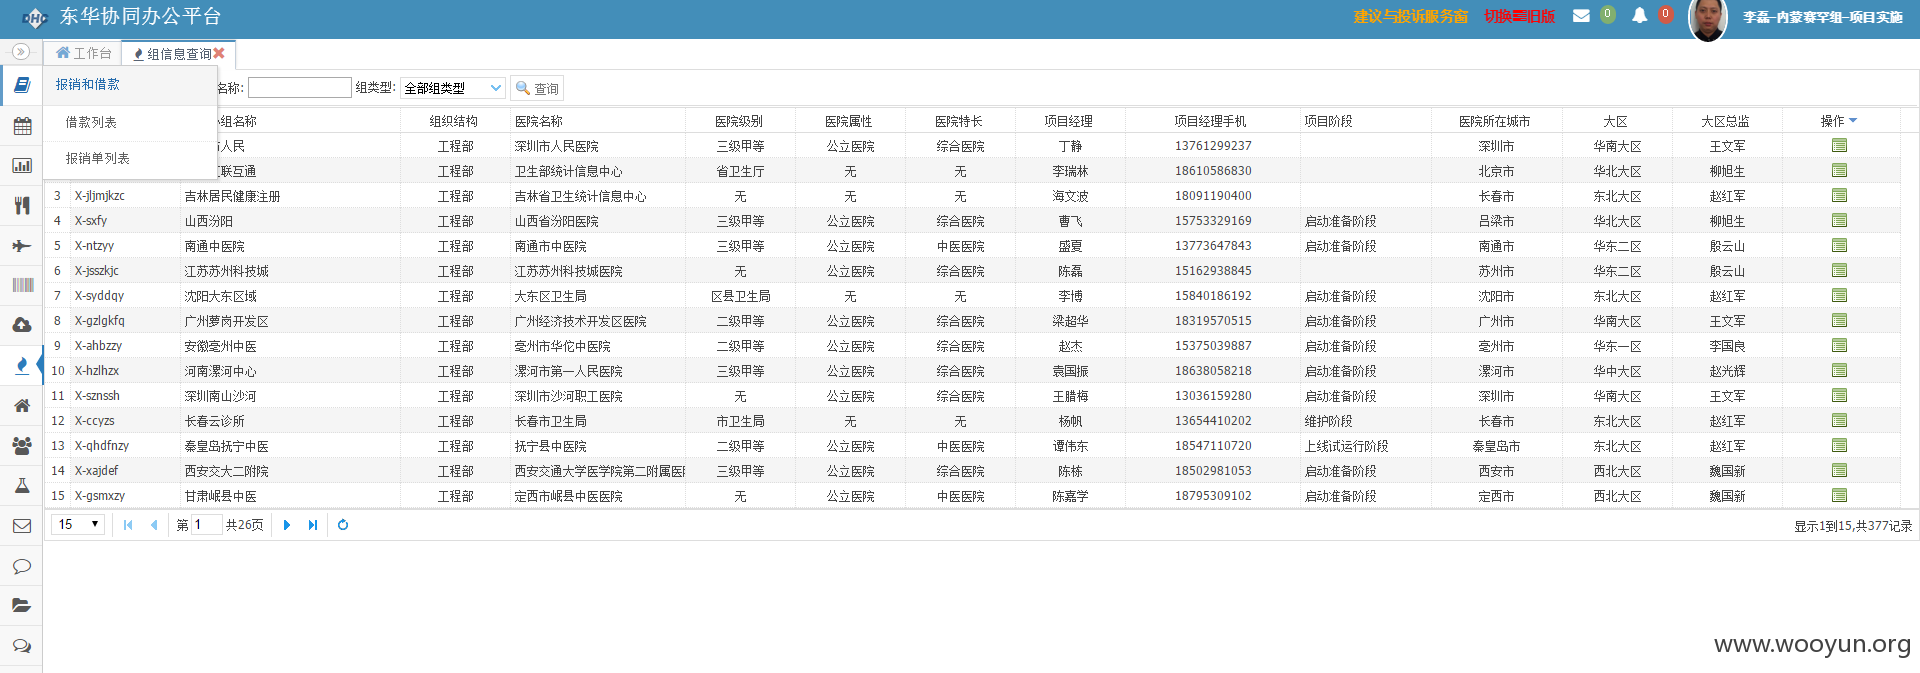 DHC 东华协同办公平台 建议与投诉服务窗 切换至旧版 0 0 李磊-内蒙赛罕组-项目实施
工作台 组信息查询
报销和借款 名称: 组类型: 全部组类型 查询
借款列表
报销单列表
组名称 组织结构 医院名称 医院级别 医院属性 医院特长 项目经理 项目经理手机 项目阶段 医院所在城市 大区 大区总监 操作
人民 工程部 深圳市人民医院 三级甲等 公立医院 综合医院 丁静 13761299237 深圳市 华南大区 王文军
联互通 工程部 卫生部统计信息中心 省卫生厅 无 无 李瑞林 18610586830 北京市 华北大区 柳旭生
3 X-jljmjkzc 吉林居民健康注册 工程部 吉林省卫生统计信息中心 无 无 无 海文波 18091190400 长春市 东北大区 赵红军
4 X-sxfy 山西汾阳 工程部 山西省汾阳医院 三级甲等 公立医院 综合医院 曹飞 15753329169 启动准备阶段 吕梁市 华北大区 柳旭生
5 X-ntzyy 南通中医院 工程部 南通市中医院 三级甲等 公立医院 中医医院 盛夏 13773647843 启动准备阶段 南通市 华东二区 殷云山
6 X-jsszkjc 江苏苏州科技城 工程部 江苏苏州科技城医院 无 公立医院 综合医院 陈磊 15162938845 苏州市 华东二区 殷云山
7 X-syddqy 沈阳大东区域 工程部 大东区卫生局 区县卫生局 无 无 李博 15840186192 启动准备阶段 沈阳市 东北大区 赵红军
8 X-gzlgkfq 广州萝岗开发区 工程部 广州经济技术开发区医院 二级甲等 公立医院 综合医院 梁超华 18319570515 启动准备阶段 广州市 华南大区 王文军
9 X-ahbzzy 安徽亳州中医 工程部 亳州市华佗中医院 二级甲等 公立医院 综合医院 赵杰 15375039887 启动准备阶段 亳州市 华东一区 李国良
10 X-hzlhzx 河南漯河中心 工程部 漯河市第一人民医院 三级甲等 公立医院 综合医院 袁国振 18638058218 启动准备阶段 漯河市 华中大区 赵光辉
11 X-sznssh 深圳南山沙河 工程部 深圳市沙河职工医院 无 公立医院 综合医院 王腊梅 13036159280 启动准备阶段 深圳市 华南大区 王文军
12 X-ccyzs 长春云诊所 工程部 长春市卫生局 市卫生局 无 无 杨帆 13654410202 维护阶段 长春市 东北大区 赵红军
13 X-qhdfnzy 秦皇岛抚宁中医 工程部 抚宁县中医院 二级甲等 公立医院 中医医院 谭伟东 18547110720 上线试运行阶段 秦皇岛市 东北大区 赵红军
14 X-xajdef 西安交大二附院 工程部 西安交通大学医学院第二附属医 三级甲等 公立医院 综合医院 陈栋 18502981053 启动准备阶段 西安市 西北大区 魏国新
15 X-gsmxzy 甘肃岷县中医 工程部 定西市岷县中医医院 无 公立医院 中医医院 陈嘉学 18795309102 启动准备阶段 定西市 西北大区 魏国新
15 第 1 共26页 显示1到15,共377记录
www.wooyun.org